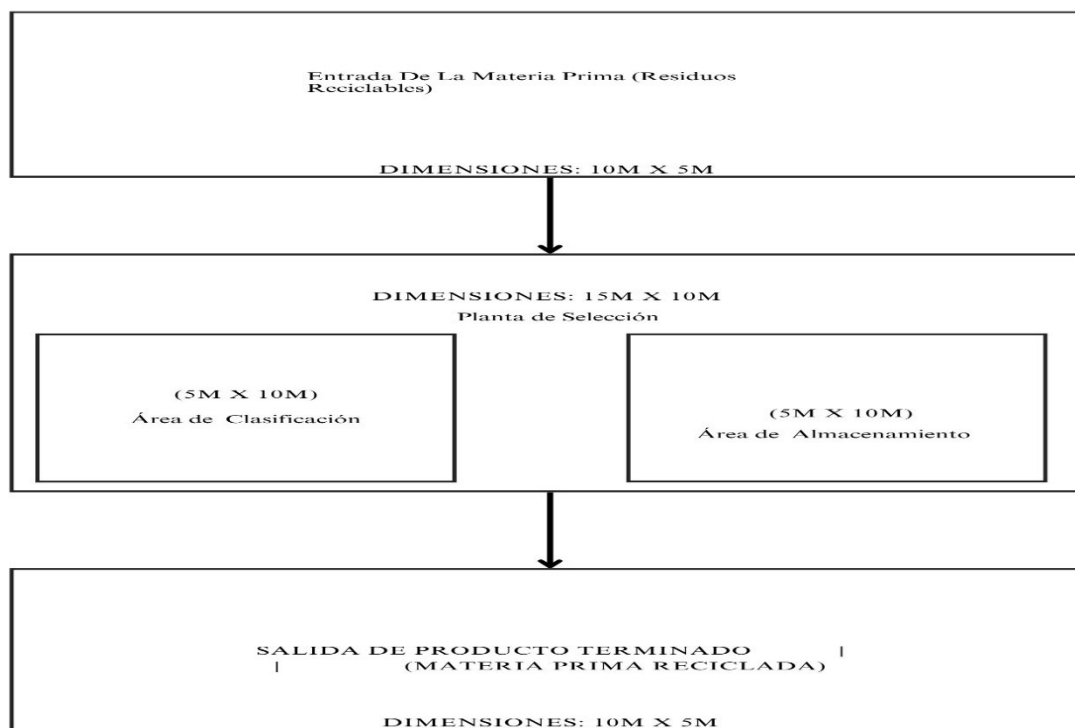 Entrada De La Materia Prima (Residuos
Reciclables)
DIMENSIONES: 10M X 5M
DIMENSIONES: 15M X 10M
Planta de Selección
(5M X 10M)
Área de Clasificación
(5M X 10M)
Área de Almacenamiento
SALIDA DE PRODUCTO TERMINADO |
| (MATERIA PRIMA RECICLADA)
DIMENSIONES: 10M X 5M